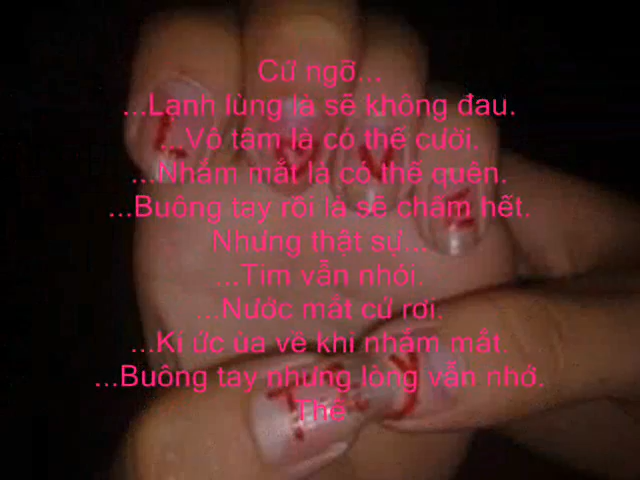 Cứ ngỡ...
...Lạnh lùng là sẽ không đau.
...Vô tâm là có thể cười.
...Nhắm mắt là có thể quên.
...Buông tay rồi là sẽ chấm hết.
Nhưng thật sự...
...Tim vẫn nhói.
...Nước mắt cứ rơi.
...Kí ức ùa về khi nhắm mắt.
...Buông tay nhưng lòng vẫn nhớ.
Thế